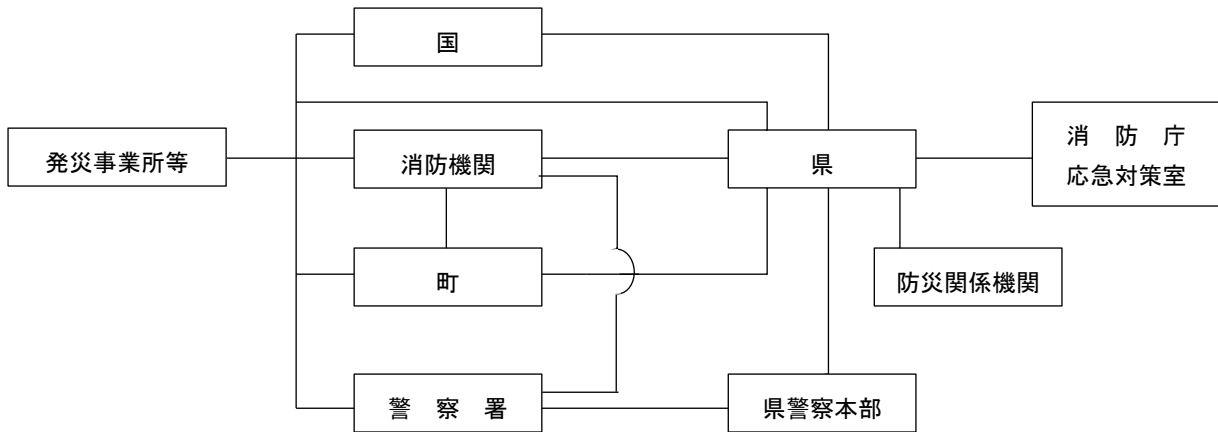 国
発災事業所等
消防機関
県
消　防　庁
応急対策室
町
防災関係機関
警　察　署
県警察本部